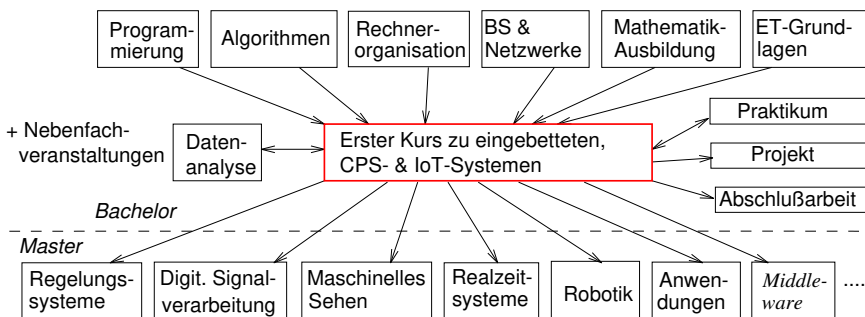 Program-
mierung
Algorithmen
Rechner-
organisation
BS &
Netzwerke
Mathematik-
Ausbildung
ET-Grund-
lagen
+ Nebenfach-
veranstaltungen
Daten-
analyse
Erster Kurs zu eingebetteten,
CPS- & IoT-Systemen
Praktikum
Projekt
Abschlußarbeit
Bachelor
Master
Regelungs-
systeme
Digit. Signal-
verarbeitung
Maschinelles
Sehen
Realzeit-
systeme
Robotik
Anwen-
dungen
Middle-
ware
....